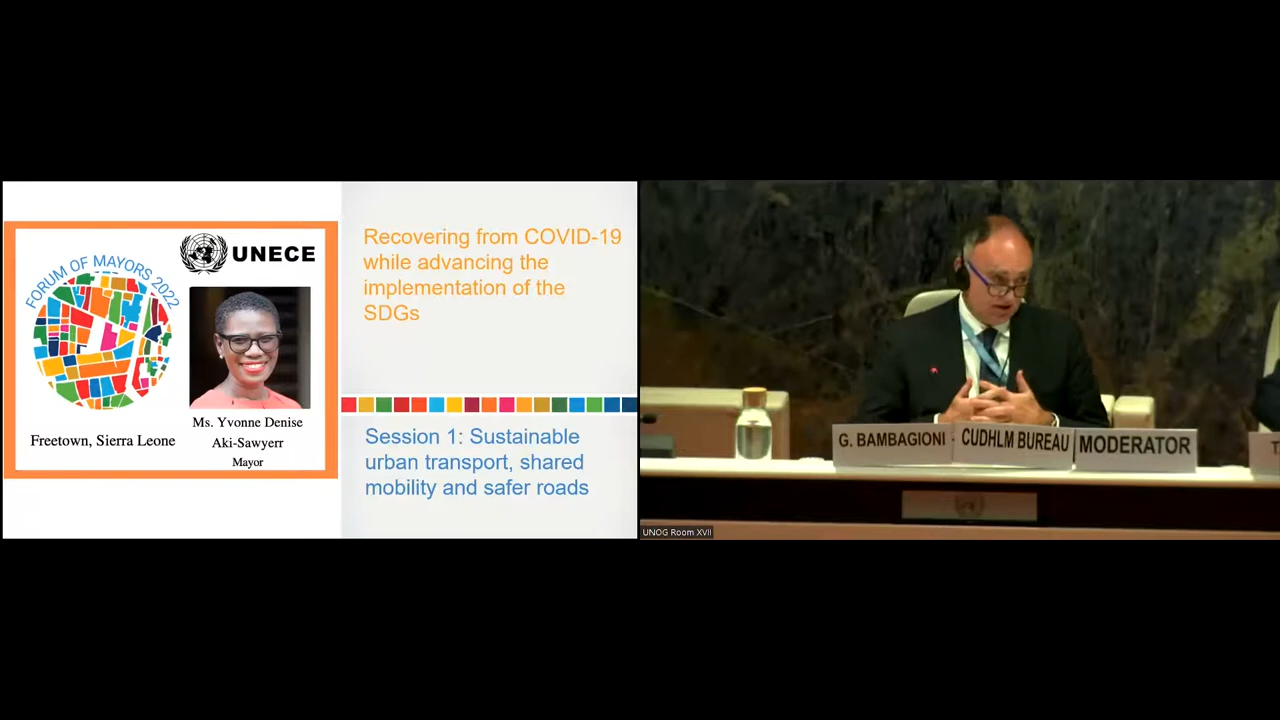 FORUM OF MAYORS 2022
UNECE
Freetown, Sierra Leone
Ms. Yvonne Denise
Aki-Sawyerr
Mayor
Recovering from COVID-19
while advancing the
implementation of the
SDGs
Session 1: Sustainable
urban transport, shared
mobility and safer roads
G. BAMBAGIONI -
CUDHLM BUREAU
MODERATOR
T
UNOG Room XVII